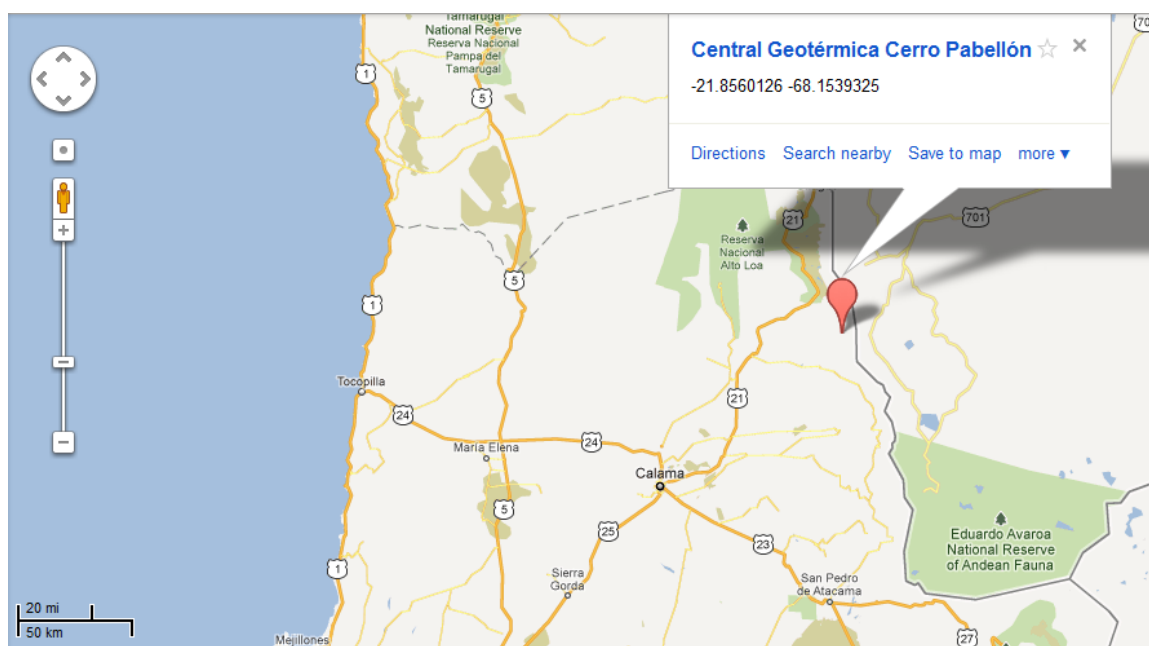 Tamarugal
National Reserve
Reserva Nacional
Pampa del
Tamarugal
Central Geotérmica Cerro Pabellón
-21.8560126 -68.1539325
Directions Search nearby Save to map more ▼
1
5
70
21
701
Reserva
Nacional
Alto Loa
5
1
Tocopilla
24
21
María Elena
24
Calama
5
25
23
Eduardo Avaroa
National Reserve
of Andean Fauna
1
Sierra
Gorda
San Pedro
de Atacama
20 mi
50 km
Mejillones
27